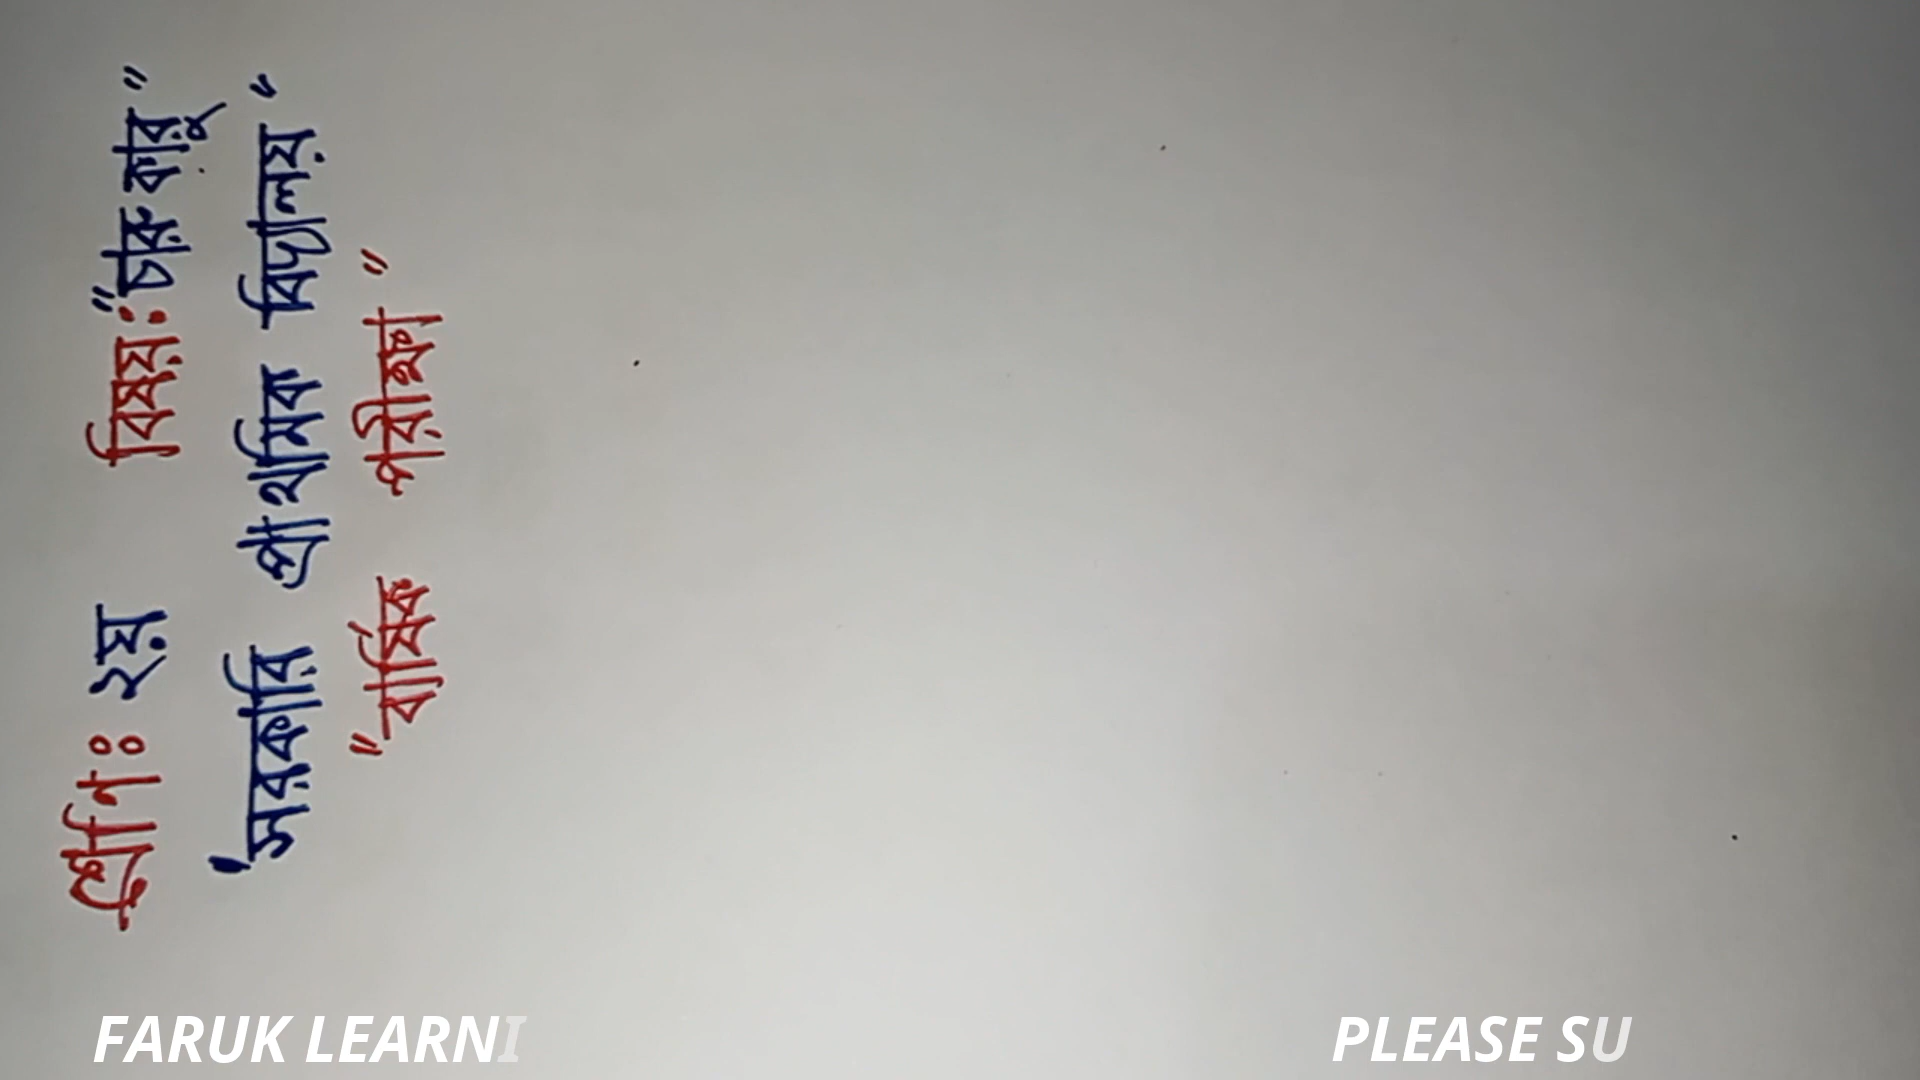 শ্রেণি: ২য় বিষয়: "চারু কারু"
'সরকারি প্রাথমিক বিদ্যালয়"
"বার্ষিক পরীক্ষা"
FARUK LEARNI
PLEASE SU